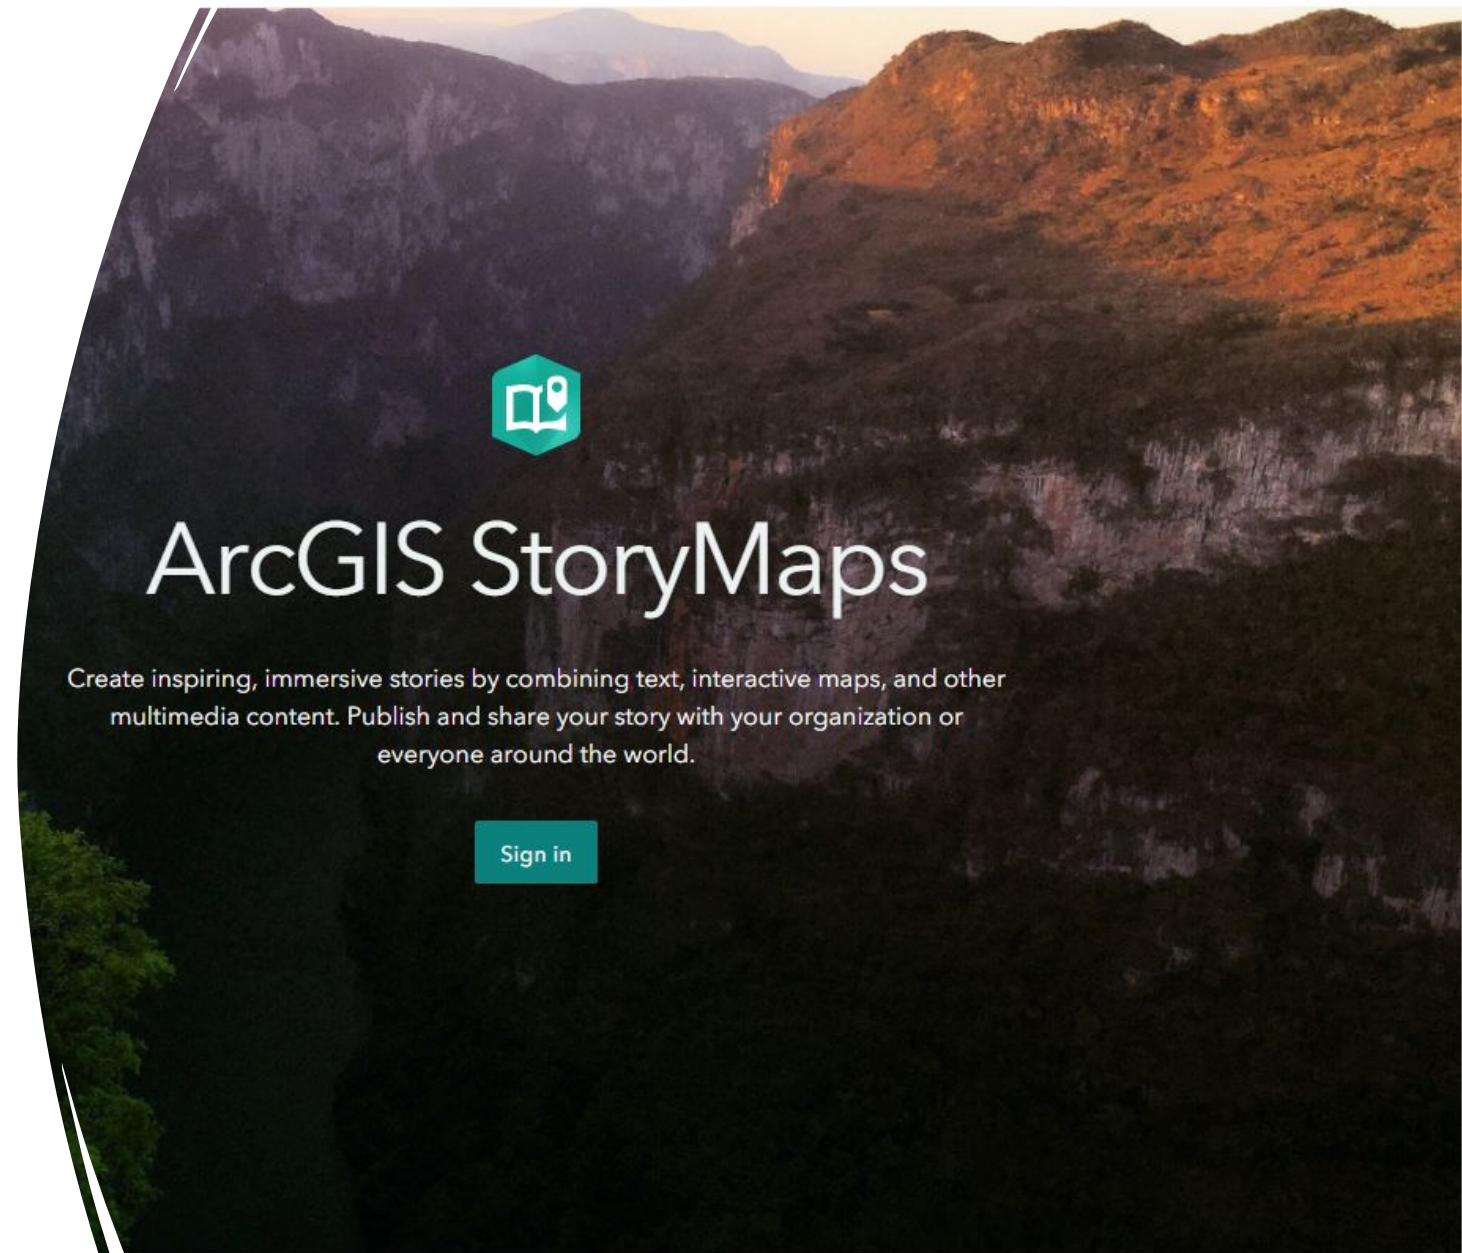 ArcGIS StoryMaps
Create inspiring, immersive stories by combining text, interactive maps, and other
multimedia content. Publish and share your story with your organization or
everyone around the world.
Sign in